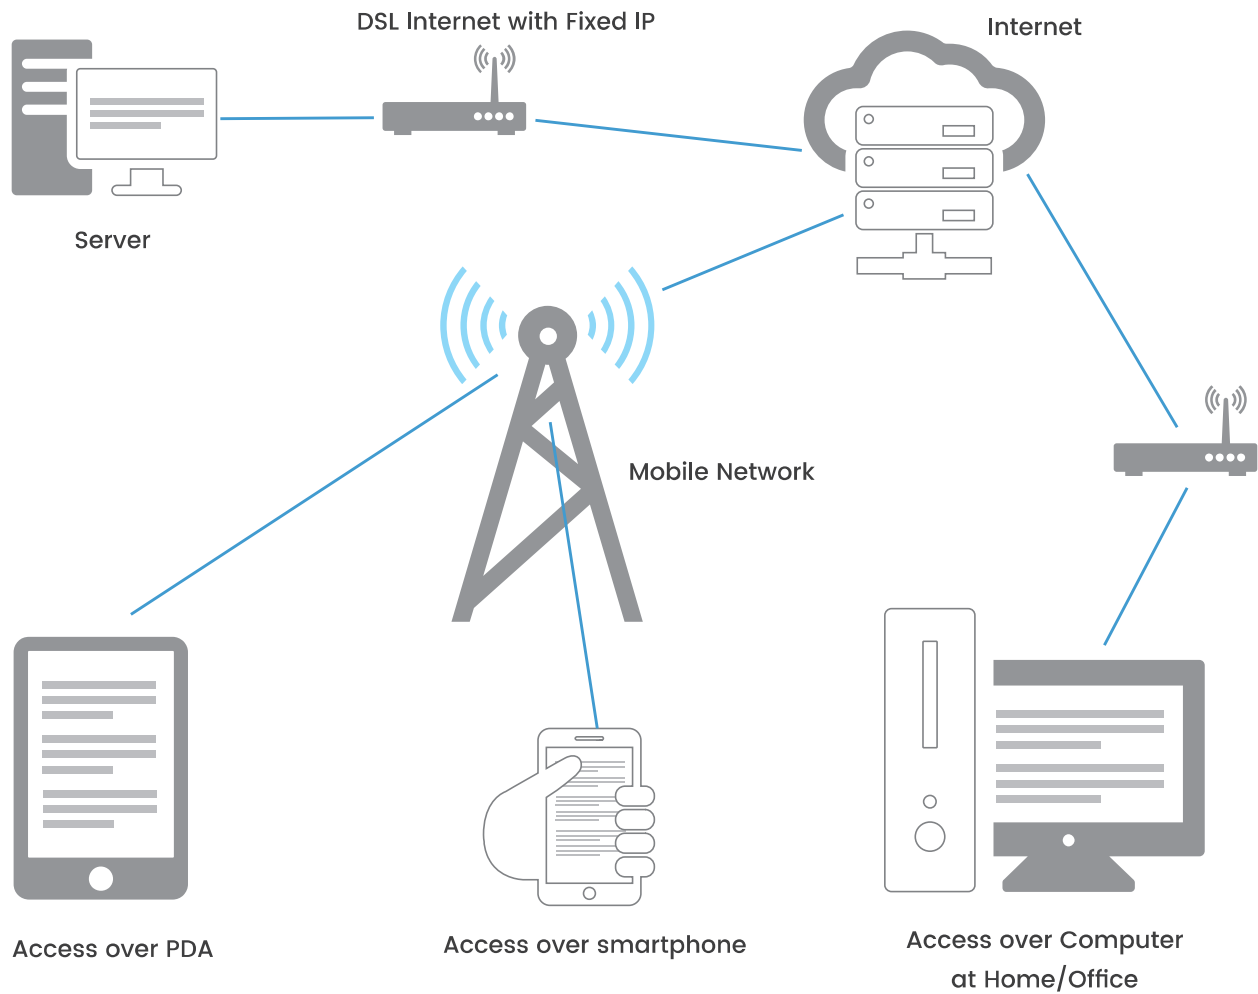 DSL Internet with Fixed IP
Internet
Server
Mobile Network
Access over PDA
Access over smartphone
Access over Computer
at Home/Office